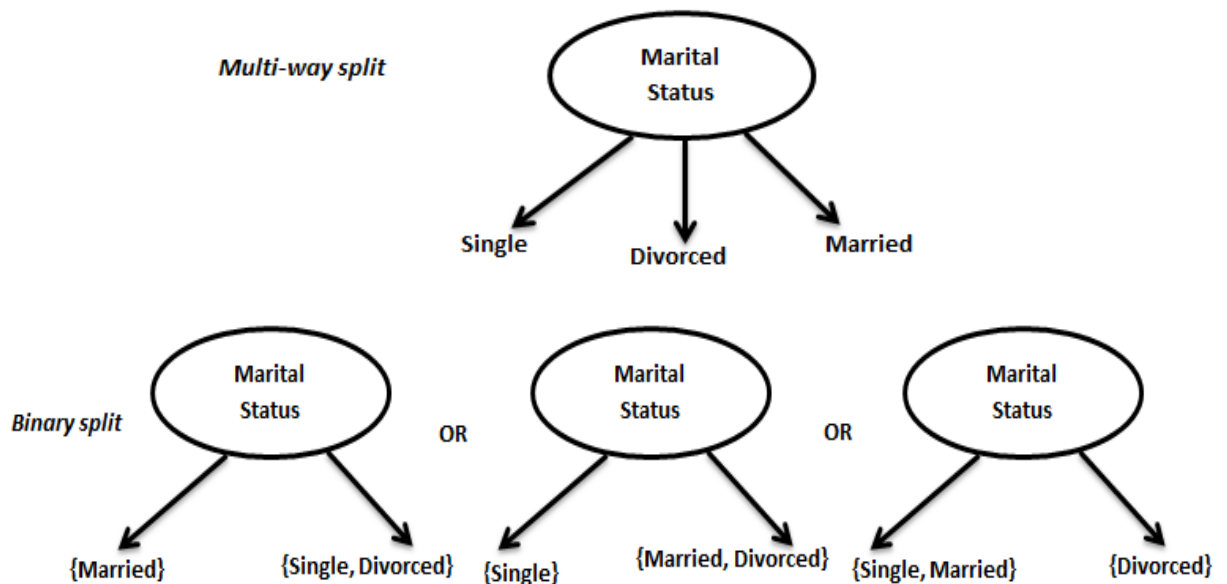 Multi-way split
Marital
Status
Single
Divorced
Married
Binary split
Marital
Status
OR
Marital
Status
OR
Marital
Status
{Married}
{Single, Divorced}
{Single}
{Married, Divorced}
{Single, Married}
{Divorced}